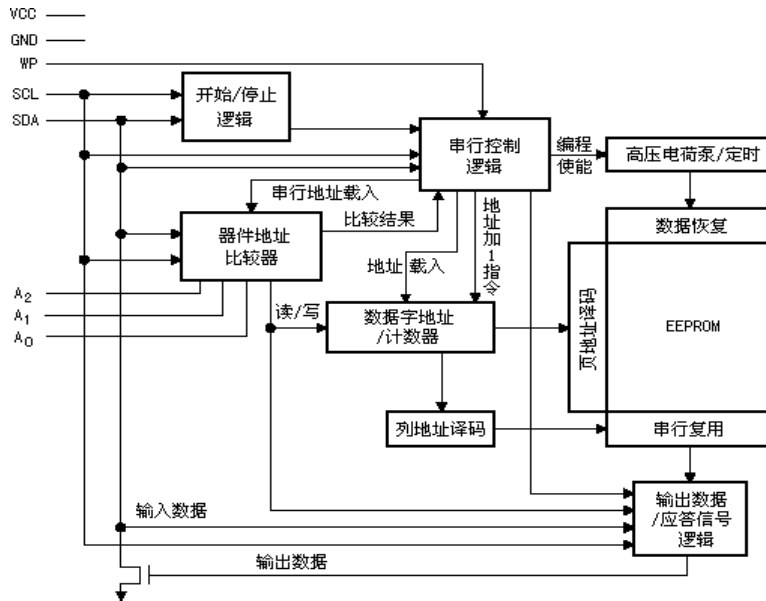 VCC
GND
WP
SCL
SDA
开始/停止
逻辑
串行控制
逻辑
编程
使能
高压电荷泵/定时
串行地址载入
比较结果
地址加1指令
数据恢复
器件地址
比较器
地址 载入
A2
A1
A0
读/写
数据字地址
/计数器
页地址译码
EEPROM
列地址译码
串行复用
输入数据
输出数据
/应答信号
逻辑
输出数据